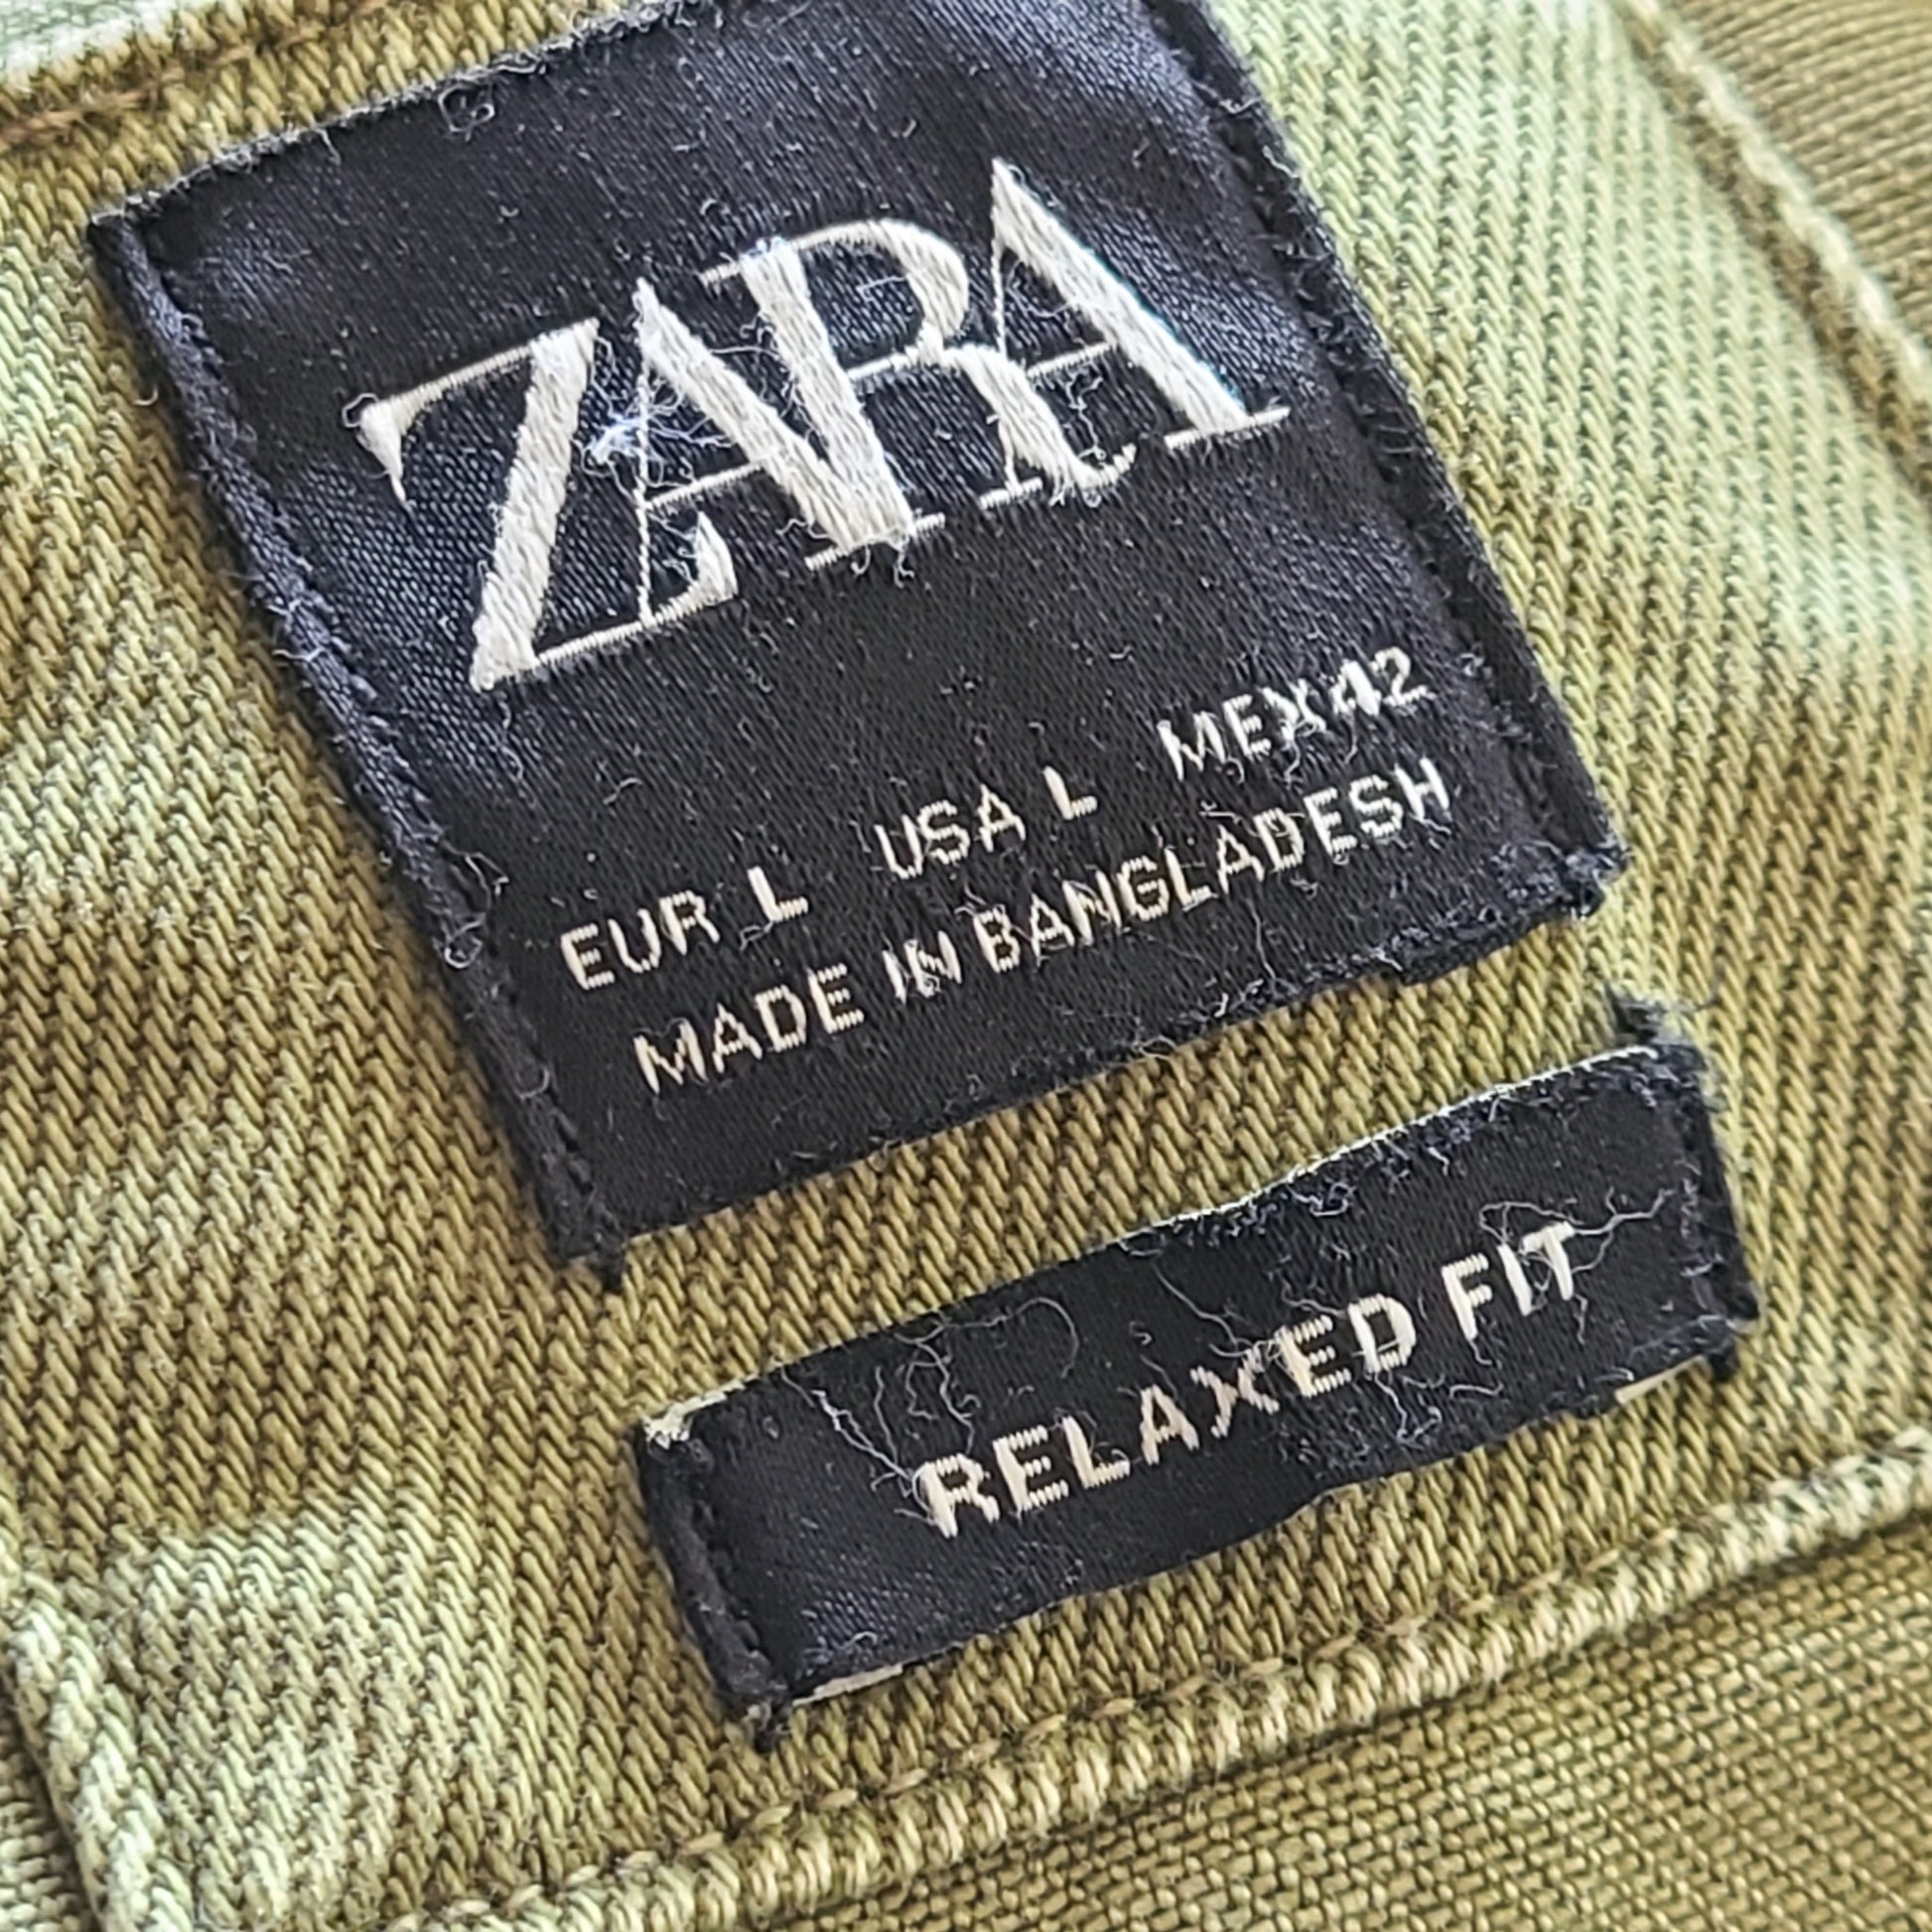 ZARA
EUR L USA L MEX 42
MADE IN BANGLADESH
RELAXED FIT